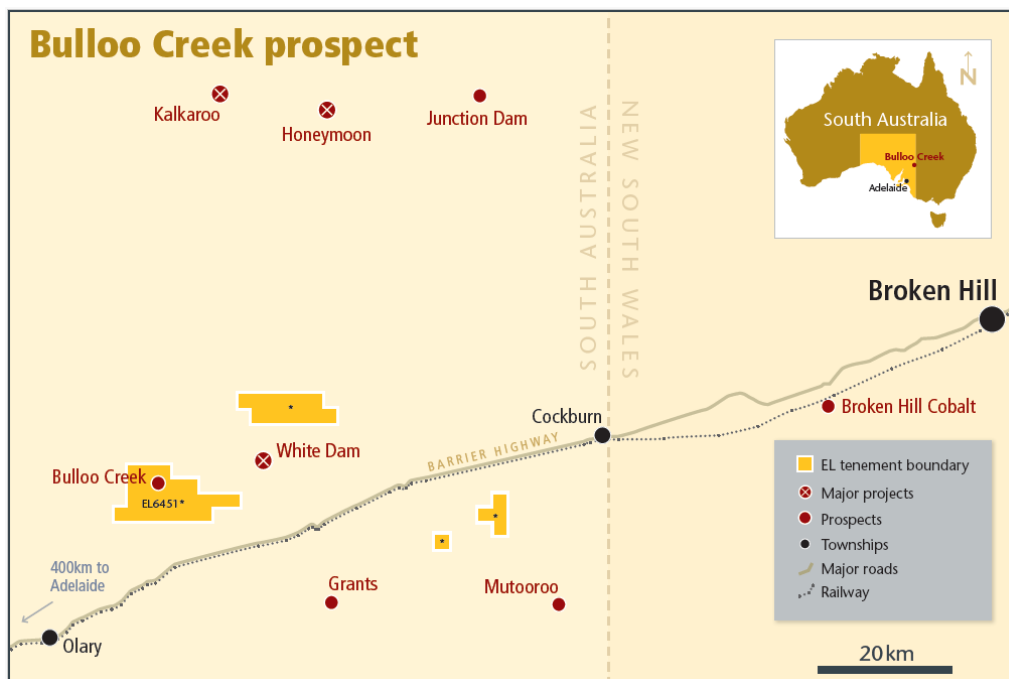 Bulloo Creek prospect
Kalkaroo
Honeymoon
Junction Dam
SOUTH AUSTRALIA
NEW SOUTH WALES
N
South Australia
Bulloo Creek
Adelaide
Broken Hill
*
Cockburn
Broken Hill Cobalt
BARRIER HIGHWAY
White Dam
Bulloo Creek
EL6451*
*
*
400km to
Adelaide
Grants
Mutooroo
Olary
EL tenement boundary
Major projects
Prospects
Townships
Major roads
Railway
20 km